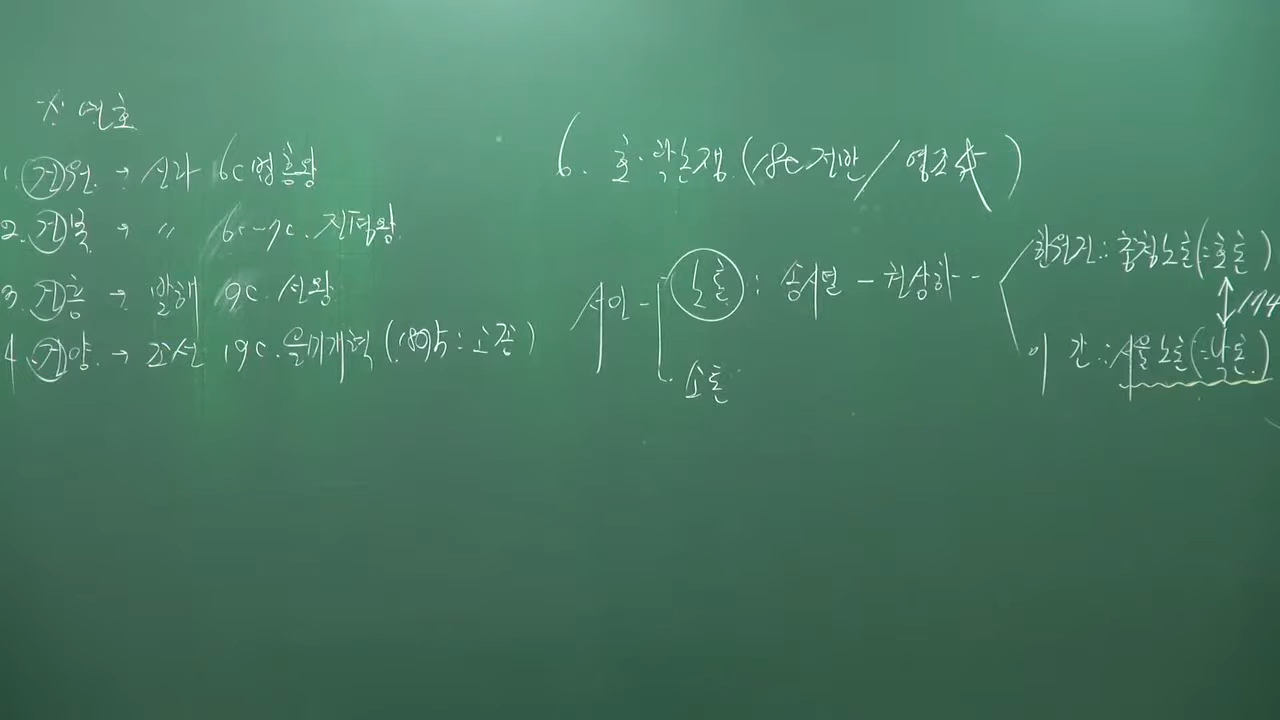 ※ 연호
1. 건원 → 신라 6C 법흥왕
2. 건복 → 〃 6C~7C. 진평왕
3. 건흥 → 발해 9C. 선왕
4. 건양 → 조선 19C. 을미개혁 (1895 : 고종)
6. 호·락논쟁 (18C 전반 / 영조 )
서인 - 노론 : 송시열 - 권상하 --
소론
한원진 : 충청노론 (= 호론)
이 간 : 서울노론 (= 낙론)